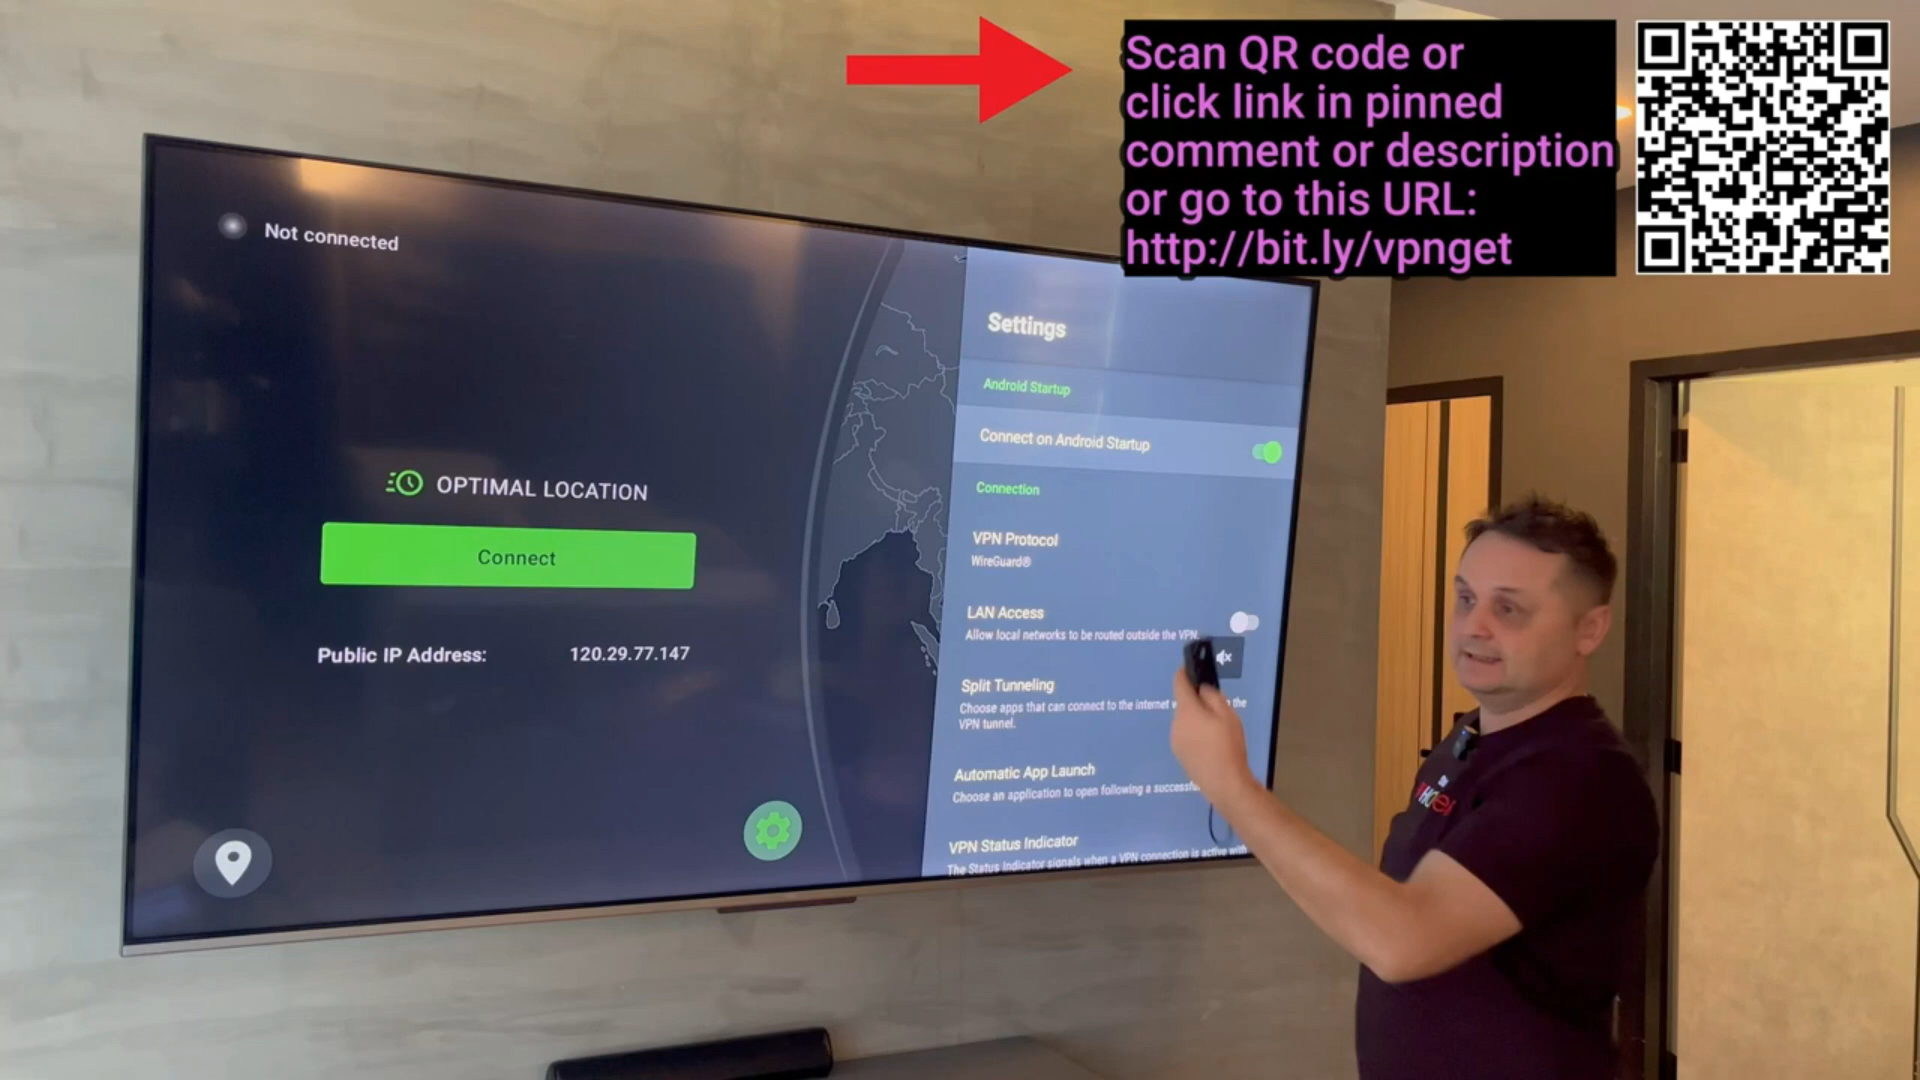 Scan QR code or
click link in pinned
comment or description
or go to this URL:
http://bit.ly/vpnget
Not connected
OPTIMAL LOCATION
Connect
Public IP Address: 120.29.77.147
Settings
Android Startup
Connect on Android Startup
Connection
VPN Protocol
WireGuard®
LAN Access
Allow local networks to be routed outside the VPN.
Split Tunneling
Choose apps that can connect to the internet the
VPN tunnel.
Automatic App Launch
Choose an application to open following a
VPN Status Indicator
The Status Indicator signals when a VPN connection is active with